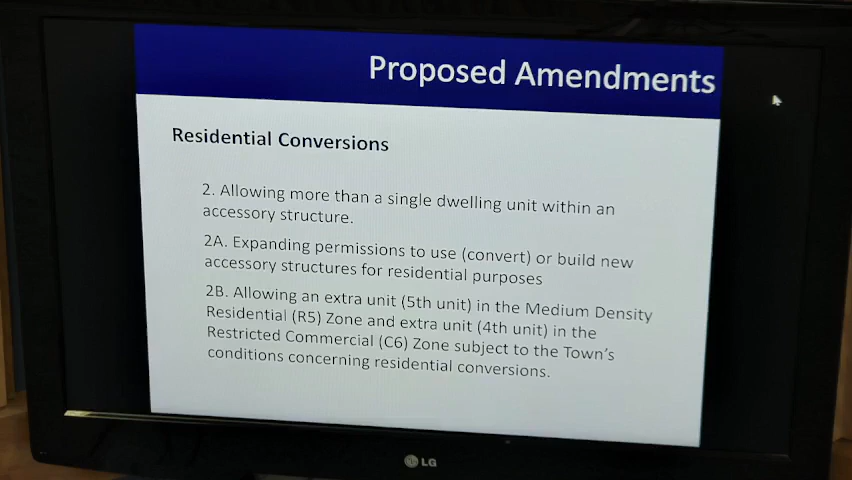 Proposed Amendments
Residential Conversions
2. Allowing more than a single dwelling unit within an
accessory structure.
2A. Expanding permissions to use (convert) or build new
accessory structures for residential purposes
2B. Allowing an extra unit (5th unit) in the Medium Density
Residential (R5) Zone and extra unit (4th unit) in the
Restricted Commercial (C6) Zone subject to the Town's
conditions concerning residential conversions.
LG